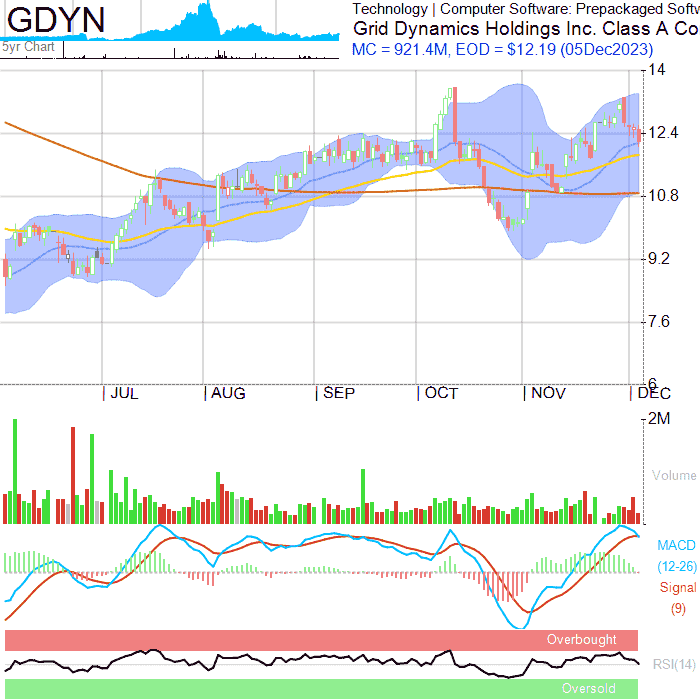 GDYN
5yr Chart
Technology | Computer Software: Prepackaged Softw
Grid Dynamics Holdings Inc. Class A Co
MC = 921.4M, EOD = $12.19 (05Dec2023)
14
12.4
10.8
9.2
7.6
6
JUL AUG SEP OCT NOV DEC
2M
Volume
MACD
(12-26)
Signal
(9)
Overbought
RSI(14)
Oversold